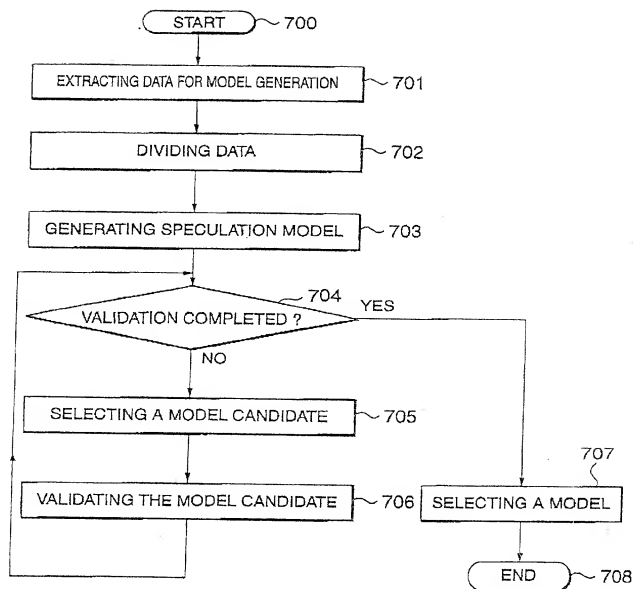 START
700
EXTRACTING DATA FOR MODEL GENERATION
701
DIVIDING DATA
702
GENERATING SPECULATION MODEL
703
704
VALIDATION COMPLETED ?
YES
NO
SELECTING A MODEL CANDIDATE
705
VALIDATING THE MODEL CANDIDATE
706
707
SELECTING A MODEL
END
708